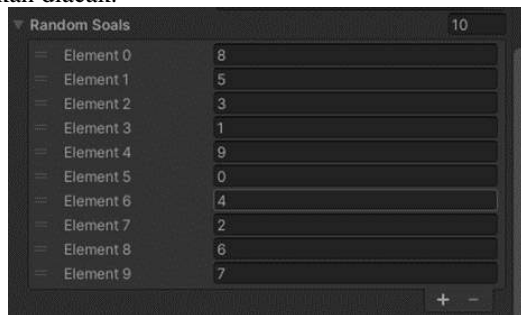 Random Soals 10
Element 0 8
Element 1 5
Element 2 3
Element 3 1
Element 4 9
Element 5 0
Element 6 4
Element 7 2
Element 8 6
Element 9 7
+ -